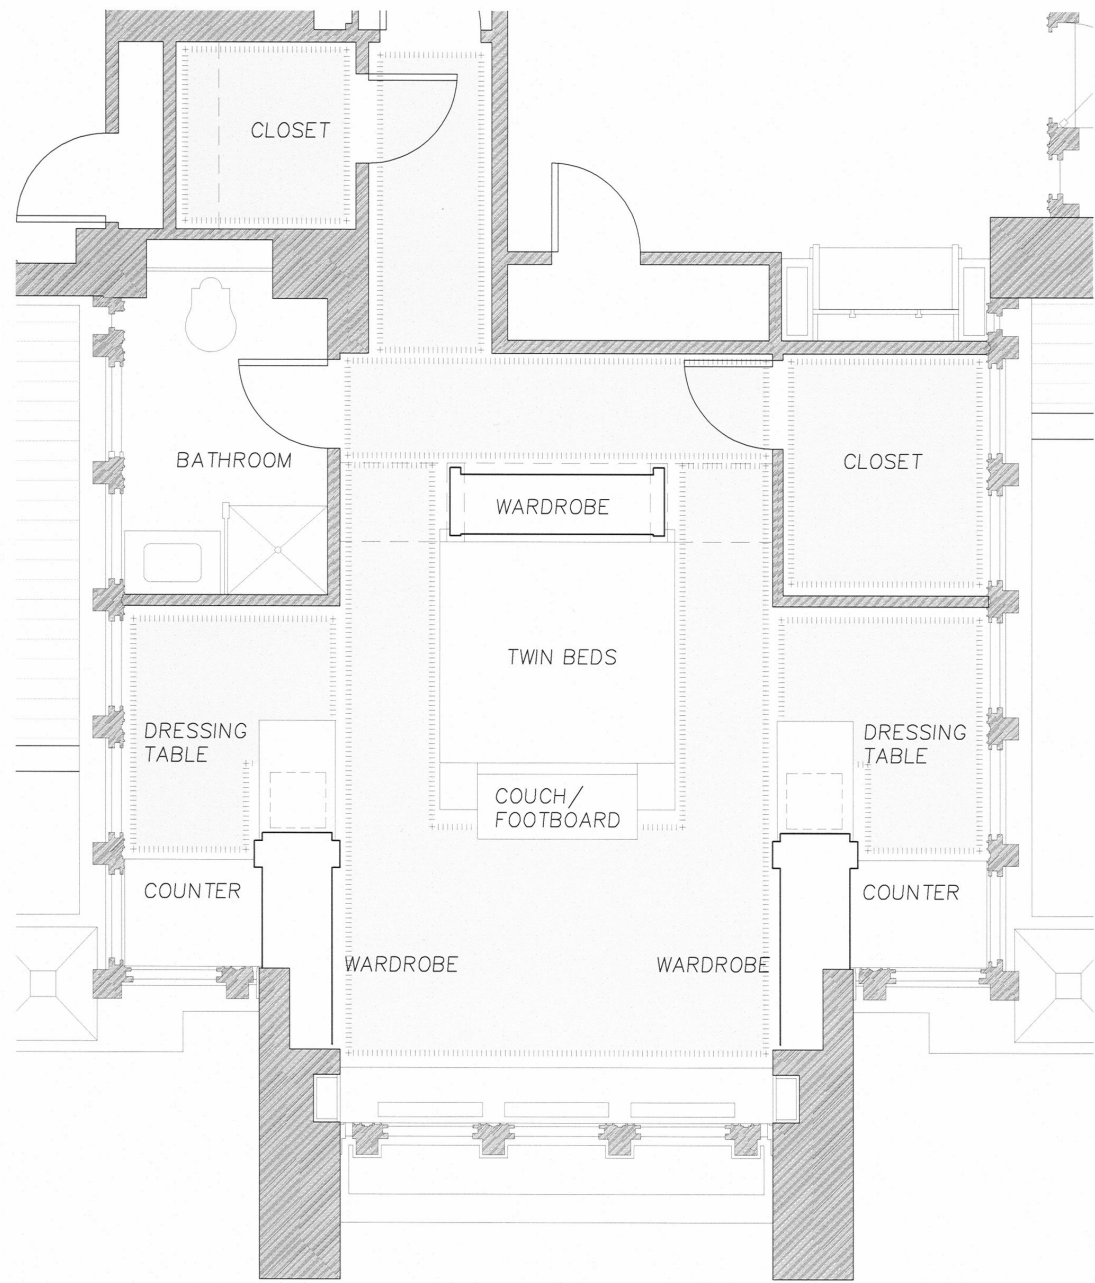 CLOSET
BATHROOM
CLOSET
WARDROBE
TWIN BEDS
DRESSING
TABLE
DRESSING
TABLE
COUCH/
FOOTBOARD
COUNTER
COUNTER
WARDROBE
WARDROBE